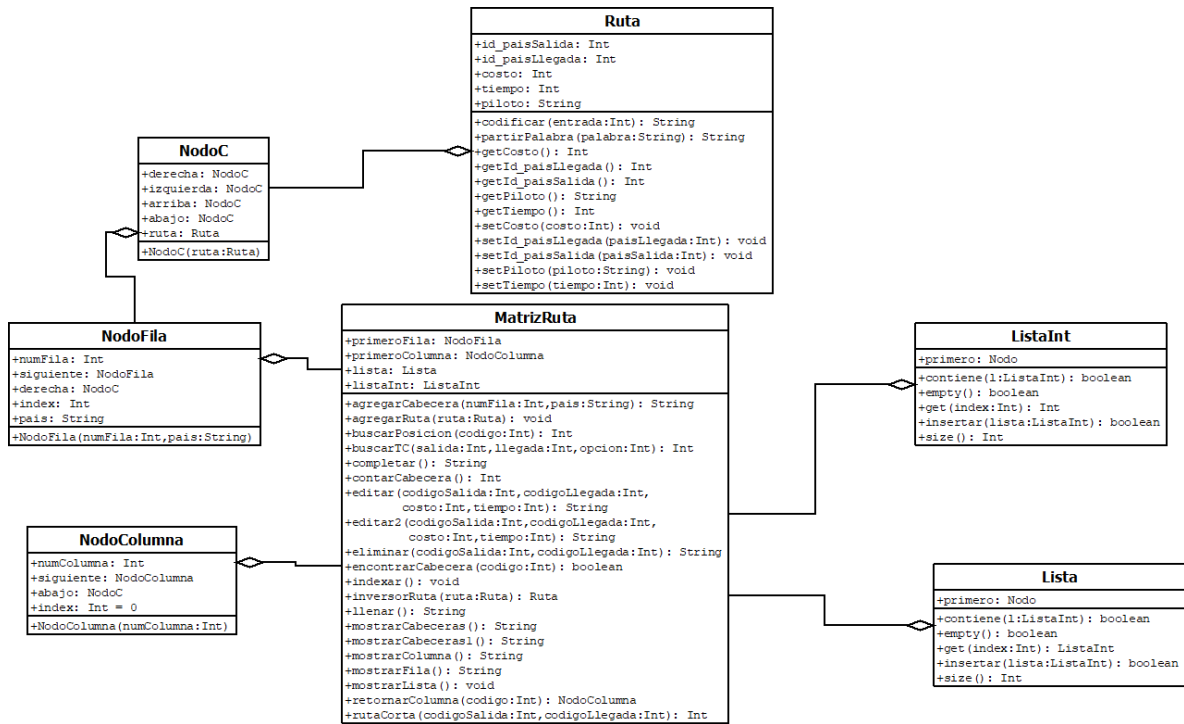 Ruta
+id_paisSalida: Int
+id_paisLlegada: Int
+costo: Int
+tiempo: Int
+piloto: String
+codificar(entrada:Int): String
+partirPalabra(palabra:String): String
+getCosto(): Int
+getId_paisLlegada(): Int
+getId_paisSalida(): Int
+getPiloto(): String
+getTiempo(): Int
+setCosto(costo:Int): void
+setId_paisLlegada(paisLlegada:Int): void
+setId_paisSalida(paisSalida:Int): void
+setPiloto(piloto:String): void
+setTiempo(tiempo:Int): void
NodoC
+derecha: NodoC
+izquierda: NodoC
+arriba: NodoC
+abajo: NodoC
+ruta: Ruta
+NodoC(ruta:Ruta)
NodoFila
+numFila: Int
+siguiente: NodoFila
+derecha: NodoC
+index: Int
+pais: String
+NodoFila(numFila:Int,pais:String)
MatrizRuta
+primeroFila: NodoFila
+primeroColumna: NodoColumna
+lista: Lista
+listaInt: ListaInt
+agregarCabecera(numFila:Int,pais:String): String
+agregarRuta(ruta:Ruta): void
+buscarPosicion(codigo:Int): Int
+buscarTC(salida:Int,llegada:Int,opcion:Int): Int
+completar(): String
+contarCabecera(): Int
+editar(codigoSalida:Int,codigoLlegada:Int,
costo:Int,tiempo:Int): String
+editar2(codigoSalida:Int,codigoLlegada:Int,
costo:Int,tiempo:Int): String
+eliminar(codigoSalida:Int,codigoLlegada:Int): String
+encontrarCabecera(codigo:Int): boolean
+indexar(): void
+inversorRuta(ruta:Ruta): Ruta
+llenar(): String
+mostrarCabeceras(): String
+mostrarCabeceras1(): String
+mostrarColumna(): String
+mostrarFila(): String
+mostrarLista(): void
+retornarColumna(codigo:Int): NodoColumna
+rutaCorta(codigoSalida:Int,codigoLlegada:Int): Int
ListaInt
+primero: Nodo
+contiene(l:ListaInt): boolean
+empty(): boolean
+get(index:Int): Int
+insertar(lista:ListaInt): boolean
+size(): Int
NodoColumna
+numColumna: Int
+siguiente: NodoColumna
+abajo: NodoC
+index: Int = 0
+NodoColumna(numColumna:Int)
Lista
+primero: Nodo
+contiene(l:ListaInt): boolean
+empty(): boolean
+get(index:Int): ListaInt
+insertar(lista:ListaInt): boolean
+size(): Int